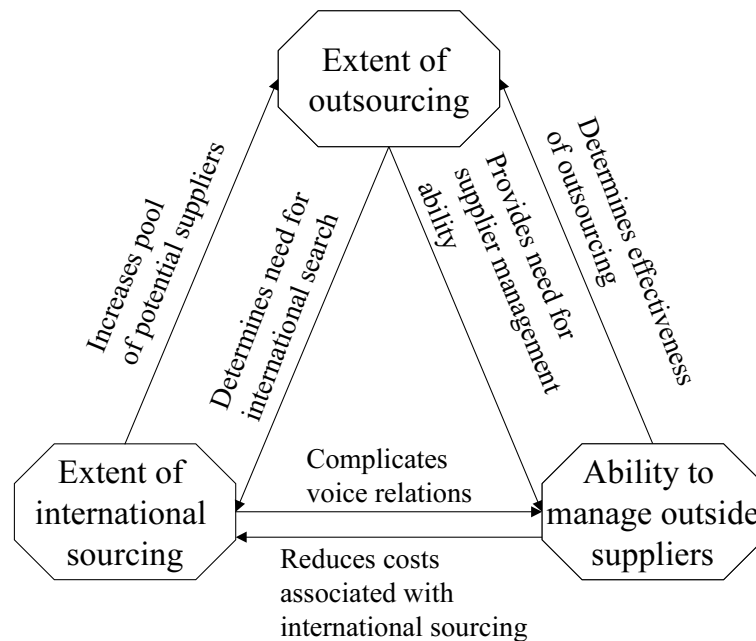 Extent of
outsourcing
Increases pool
of potential suppliers
Determines need for
international search
Provides need for
supplier management
ability
Determines effectiveness
of outsourcing
Extent of
international
sourcing
Complicates
voice relations
Reduces costs
associated with
international sourcing
Ability to
manage outside
suppliers